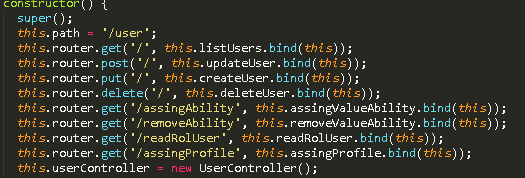 constructor() {
super();
this.path = '/user';
this.router.get('/', this.listUsers.bind(this));
this.router.post('/', this.updateUser.bind(this));
this.router.put('/', this.createUser.bind(this));
this.router.delete('/', this.deleteUser.bind(this));
this.router.get('/assingAbility', this.assingValueAbility.bind(this));
this.router.get('/removeAbility', this.removeValueAbility.bind(this));
this.router.get('/readRolUser', this.readRolUser.bind(this));
this.router.get('/assingProfile', this.assingProfile.bind(this));
this.userController = new UserController();